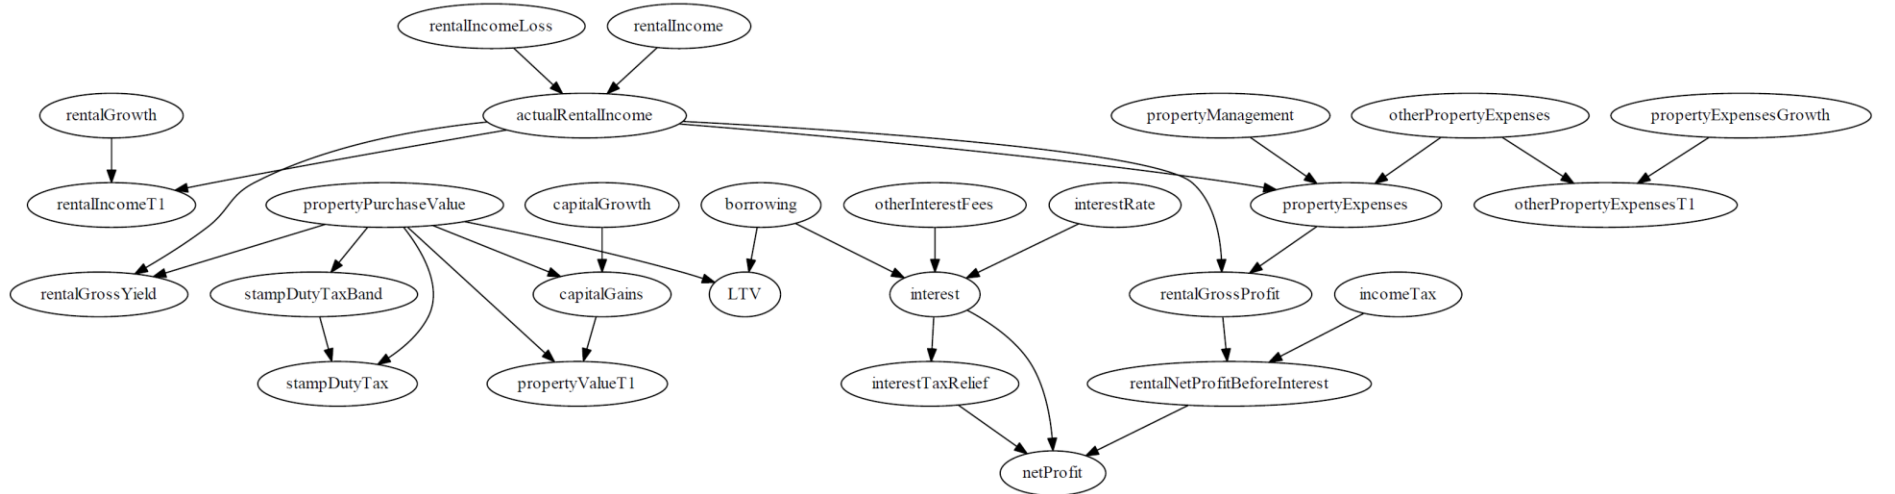 rentalIncomeLoss
rentalIncome
rentalGrowth
actualRentalIncome
propertyManagement
otherPropertyExpenses
propertyExpensesGrowth
rentalIncomeT1
propertyPurchaseValue
capitalGrowth
borrowing
otherInterestFees
interestRate
propertyExpenses
otherPropertyExpensesT1
rentalGrossYield
stampDutyTaxBand
capitalGains
LTV
interest
rentalGrossProfit
incomeTax
stampDutyTax
propertyValueT1
interestTaxRelief
rentalNetProfitBeforeInterest
netProfit